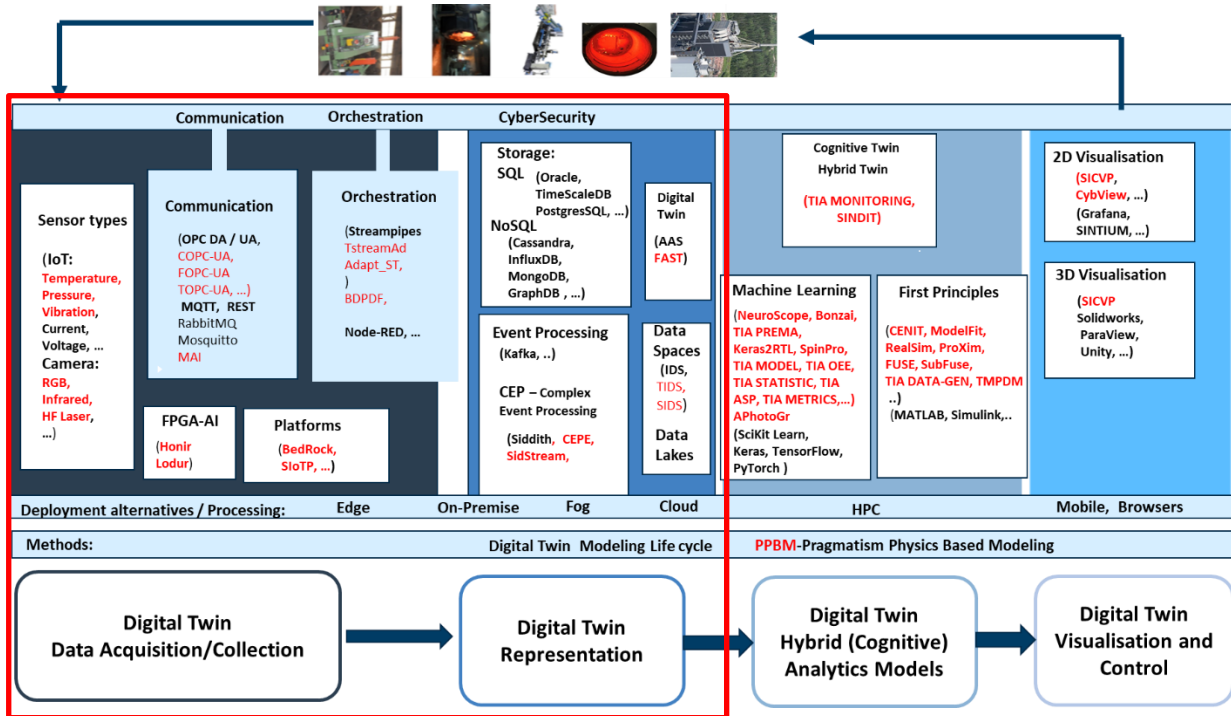 Communication
Orchestration
CyberSecurity
Sensor types
(IoT:
Temperature,
Pressure,
Vibration,
Current,
Voltage, ...
Camera:
RGB,
Infrared,
HF Laser,
...)
Communication
(OPC DA / UA,
COPC-UA,
FOPC-UA
TOPC-UA, ...)
MQTT, REST
RabbitMQ
Mosquitto
MAI
Orchestration
(Streampipes
TstreamAd
Adapt_ST,
)
BDPDF,
Node-RED, ...
FPGA-AI
(Honir
Lodur)
Platforms
(BedRock,
SIoTP, ...)
Storage:
SQL
(Oracle,
TimeScaleDB
PostgresSQL, ...)
NoSQL
(Cassandra,
InfluxDB,
MongoDB,
GraphDB , ...)
Event Processing
(Kafka, ..)
CEP – Complex
Event Processing
(Siddith, CEPE,
SidStream,
Digital
Twin
(AAS
FAST)
Data
Spaces
(IDS,
TIDS,
SIDS)
Data
Lakes
Cognitive Twin
Hybrid Twin
(TIA MONITORING,
SINDIT)
Machine Learning
(NeuroScope, Bonzai,
TIA PREMA,
Keras2RTL, SpinPro,
TIA MODEL, TIA OEE,
TIA STATISTIC, TIA
ASP, TIA METRICS,...)
APhotoGr
(SciKit Learn,
Keras, TensorFlow,
PyTorch )
First Principles
(CENIT, ModelFit,
RealSim, ProXim,
FUSE, SubFuse,
TIA DATA-GEN, TMPDM
..)
(MATLAB, Simulink,..
2D Visualisation
(SICVP,
CybView, ...)
(Grafana,
SINTIUM, ...)
3D Visualisation
(SICVP
Solidworks,
ParaView,
Unity, ...)
Deployment alternatives / Processing:
Edge
On-Premise
Fog
Cloud
HPC
Mobile, Browsers
Methods:
Digital Twin Modeling Life cycle
PPBM-Pragmatism Physics Based Modeling
Digital Twin
Data Acquisition/Collection
Digital Twin
Representation
Digital Twin
Hybrid (Cognitive)
Analytics Models
Digital Twin
Visualisation and
Control